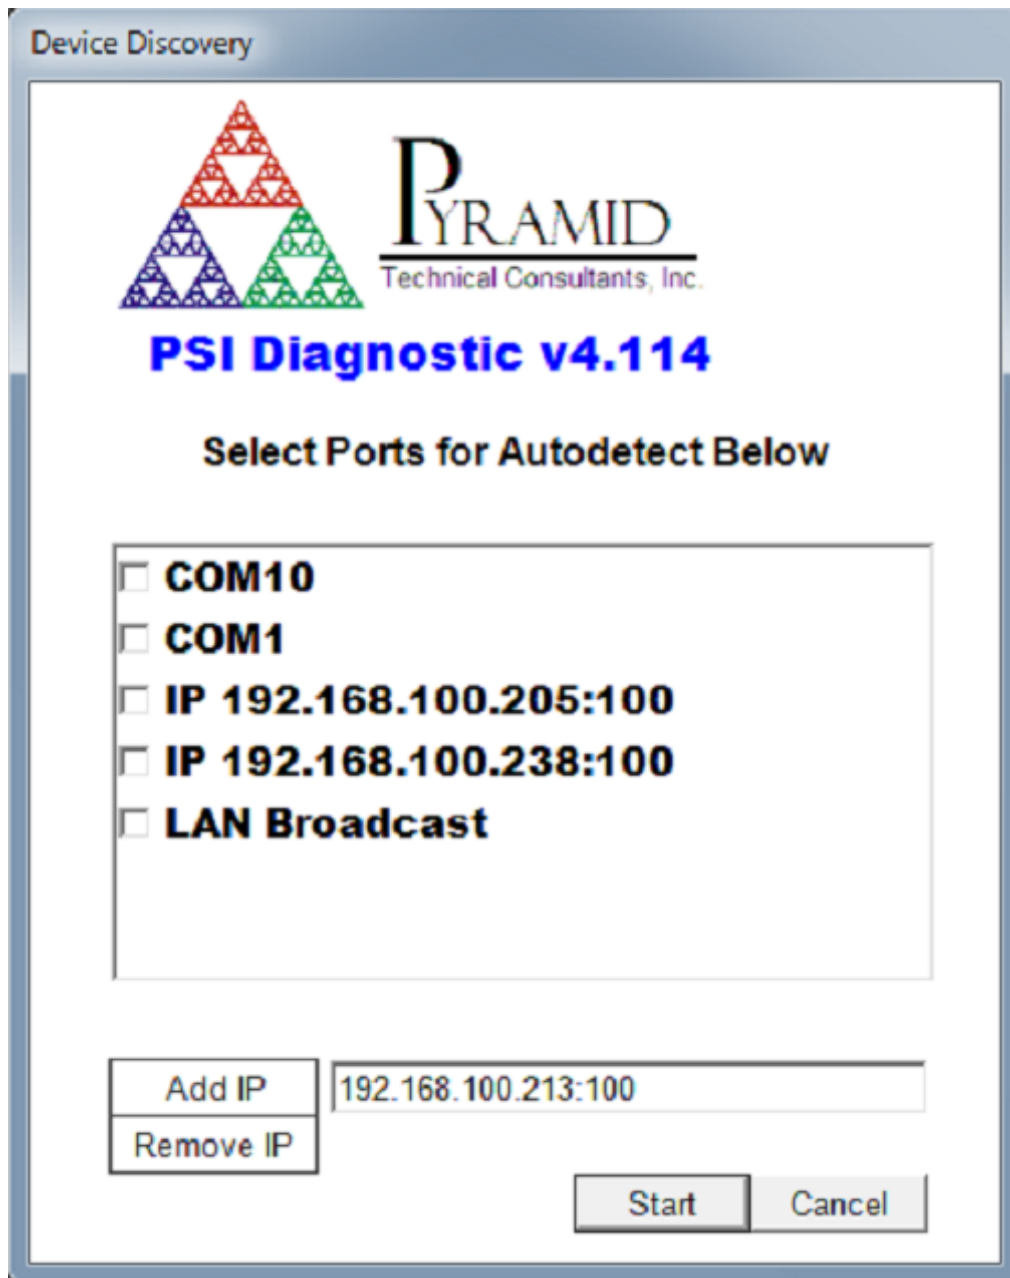 Device Discovery
PYRAMID
Technical Consultants, Inc.
PSI Diagnostic v4.114
Select Ports for Autodetect Below
COM10
COM1
IP 192.168.100.205:100
IP 192.168.100.238:100
LAN Broadcast
Add IP 192.168.100.213:100
Remove IP
Start Cancel